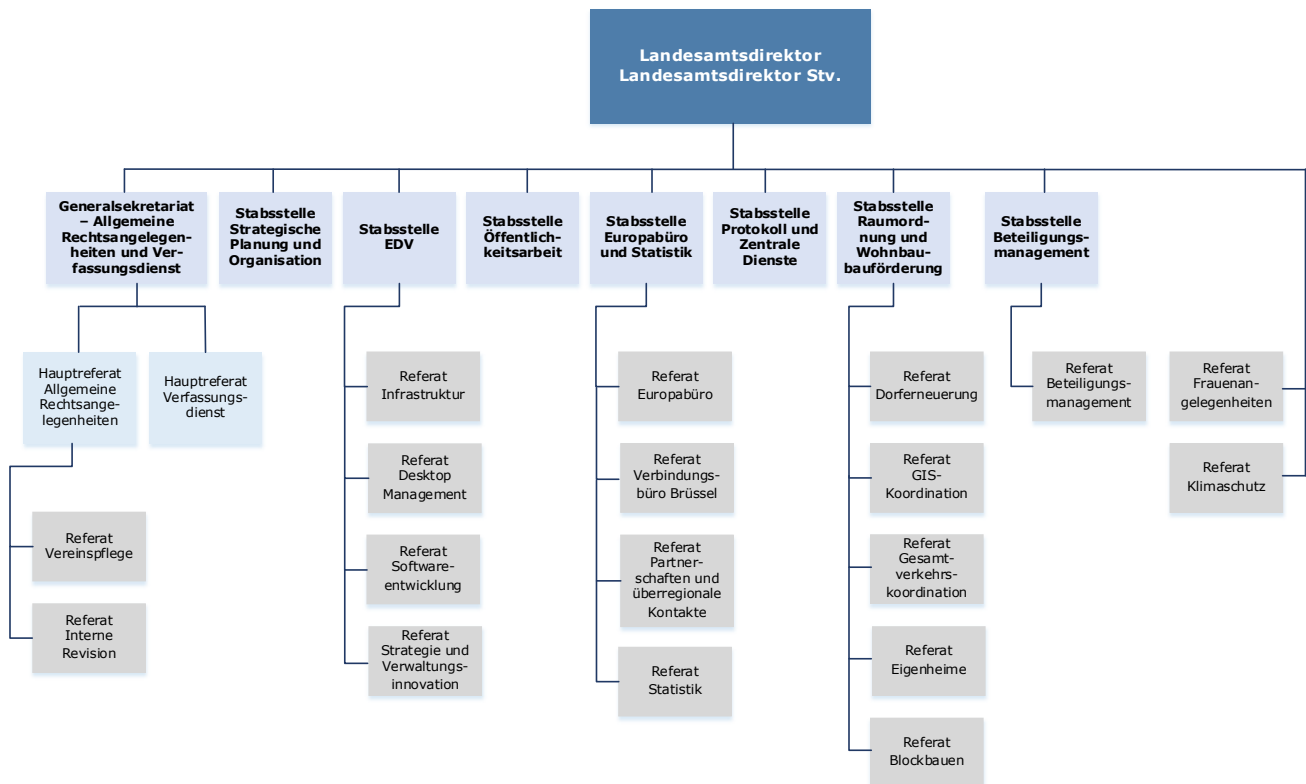 Landesamtsdirektor
Landesamtsdirektor Stv.
Generalsekretariat
– Allgemeine
Rechtsangelegen-
heiten und Ver-
fassungsdienst
Stabsstelle
Strategische
Planung und
Organisation
Stabsstelle
EDV
Stabsstelle
Öffentlich-
keitsarbeit
Stabsstelle
Europabüro
und Statistik
Stabsstelle
Protokoll und
Zentrale
Dienste
Stabsstelle
Raumord-
nung und
Wohnbau-
bauförderung
Stabsstelle
Beteiligungs-
management
Hauptreferat
Allgemeine
Rechtsange-
legenheiten
Hauptreferat
Verfassungs-
dienst
Referat
Vereinspflege
Referat
Interne
Revision
Referat
Infrastruktur
Referat
Desktop
Management
Referat
Software-
entwicklung
Referat
Strategie und
Verwaltungs-
innovation
Referat
Europabüro
Referat
Verbindungs-
büro Brüssel
Referat
Partner-
schaften und
überregionale
Kontakte
Referat
Statistik
Referat
Dorferneuerung
Referat
GIS-
Koordination
Referat
Gesamt-
verkehrs-
koordination
Referat
Eigenheime
Referat
Blockbauen
Referat
Beteiligungs-
management
Referat
Frauenan-
gelegenheiten
Referat
Klimaschutz